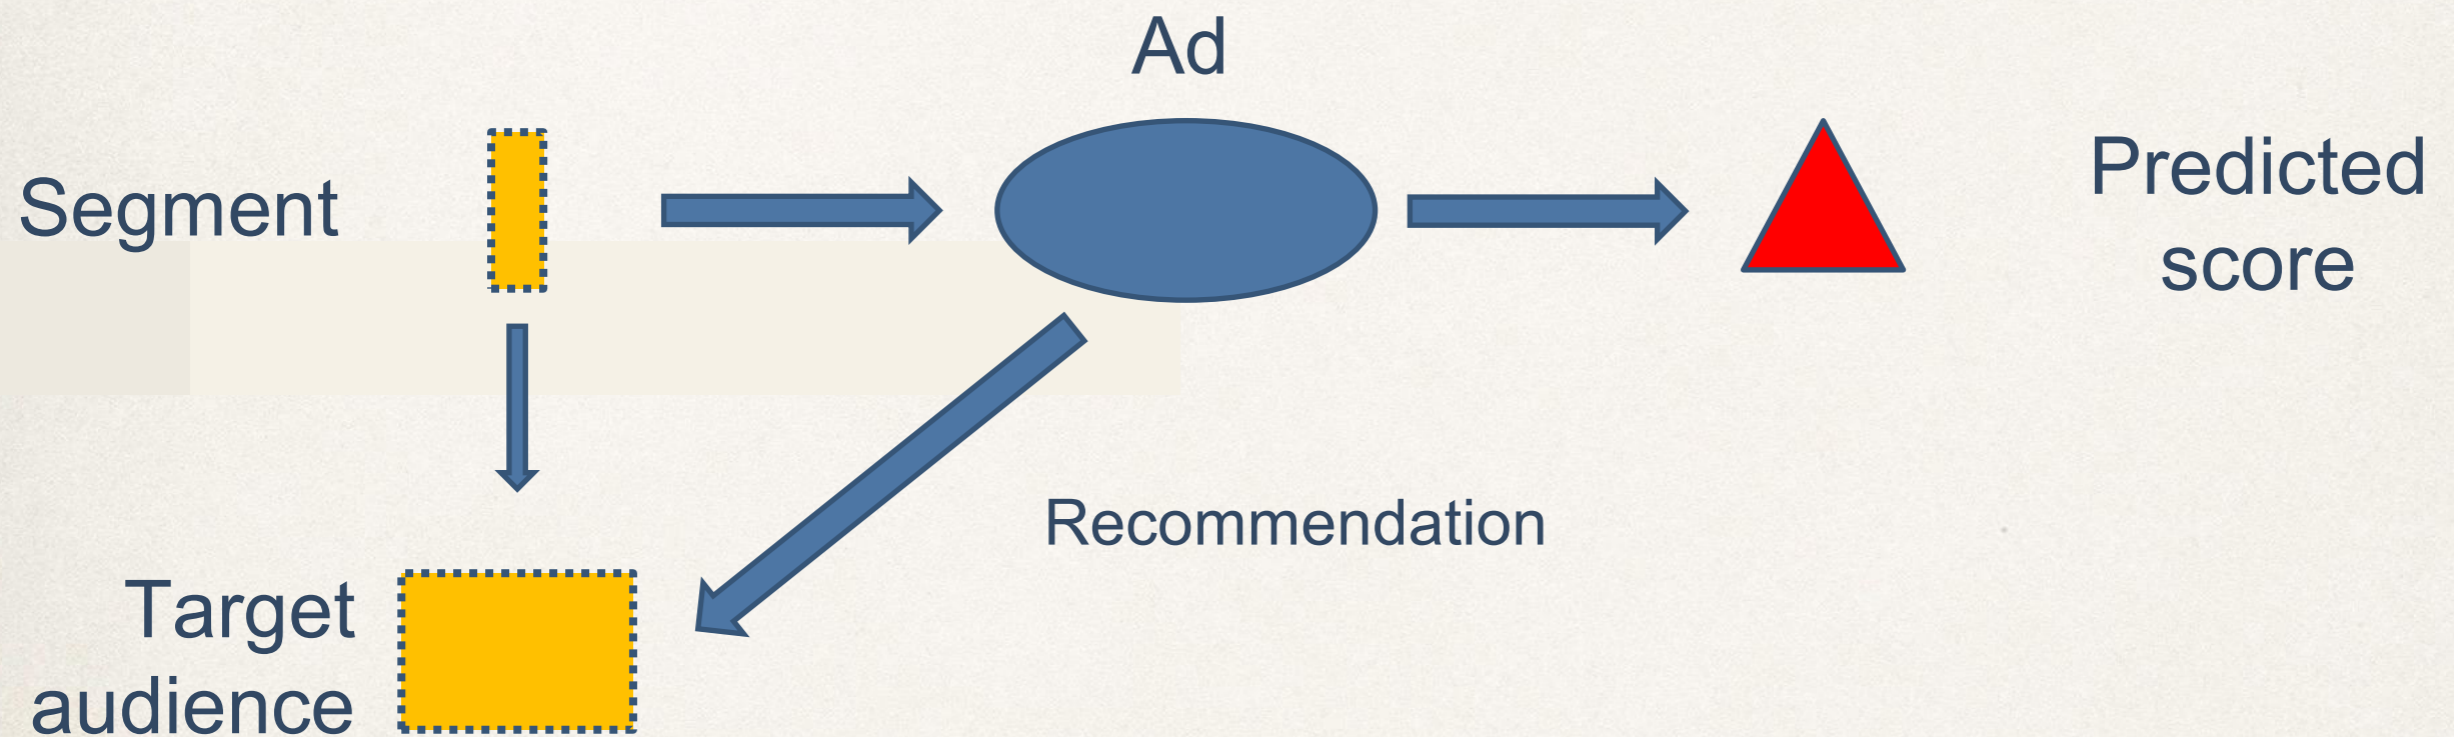 Ad
Segment
Predicted
score
Recommendation
Target
audience